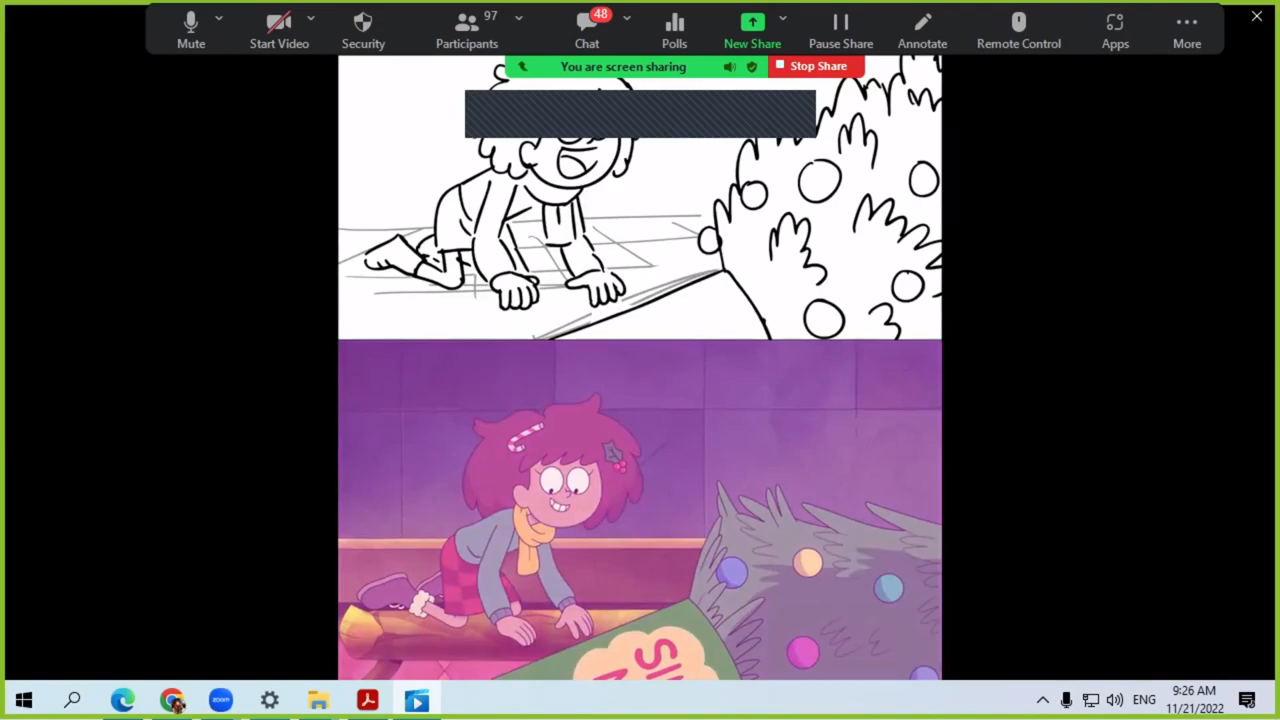 97
48
Mute
Start Video
Security
Participants
Chat
Polls
New Share
Pause Share
Annotate
Remote Control
Apps
More
You are screen sharing
Stop Share
zoom
ENG
9:26 AM
11/21/2022